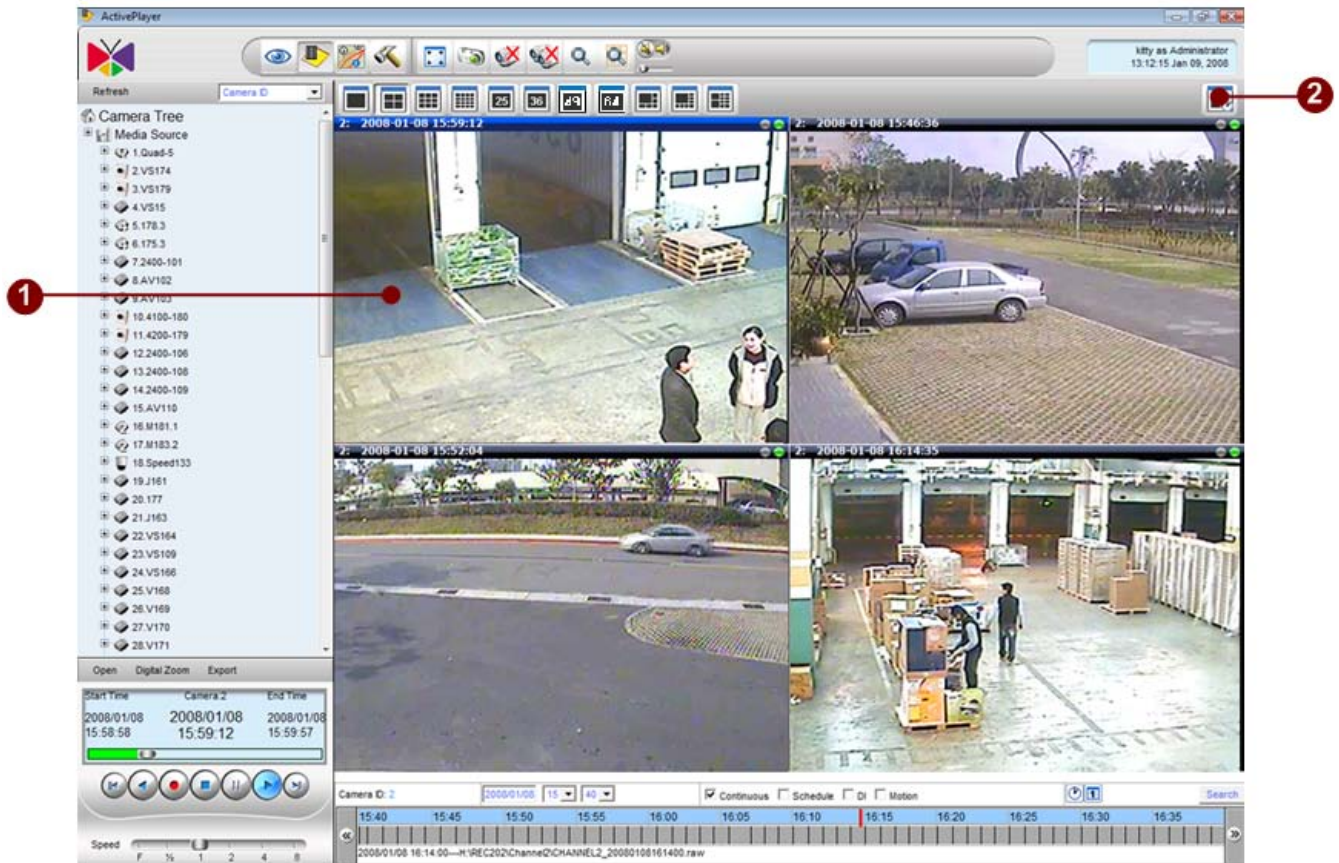 ActivePlayer
kitty as Administrator
13:12:15 Jan 09, 2008
Refresh
Camera ID
25
36
Camera Tree
Media Source
1.Quad-5
2.VS174
3.VS179
4.VS15
5.178.3
6.175.3
7.2400-101
8.AV102
9.AV103
10.4100-180
11.4200-179
12.2400-106
13.2400-108
14.2400-109
15.AV110
16.M181.1
17.M183.2
18.Speed133
19.J161
20.177
21.J163
22.VS164
23.VS109
24.VS166
25.V168
26.V169
27.V170
28.V171
1
2
2: 2008-01-08 15:59:12
2: 2008-01-08 15:46:36
2: 2008-01-08 15:52:04
2: 2008-01-08 16:14:35
Open Digital Zoom Export
Start Time Camera:2 End Time
2008/01/08 2008/01/08 2008/01/08
15:58:58 15:59:12 15:59:57
Speed
F ½ 1 2 4 8
Camera ID: 2 2008/01/08 15 40 Continuous Schedule DI Motion 1 Search
15:40 15:45 15:50 15:55 16:00 16:05 16:10 16:15 16:20 16:25 16:30 16:35
2008/01/08 16:14:00---H:\REC202\Channel2\CHANNEL2_20080108161400.raw